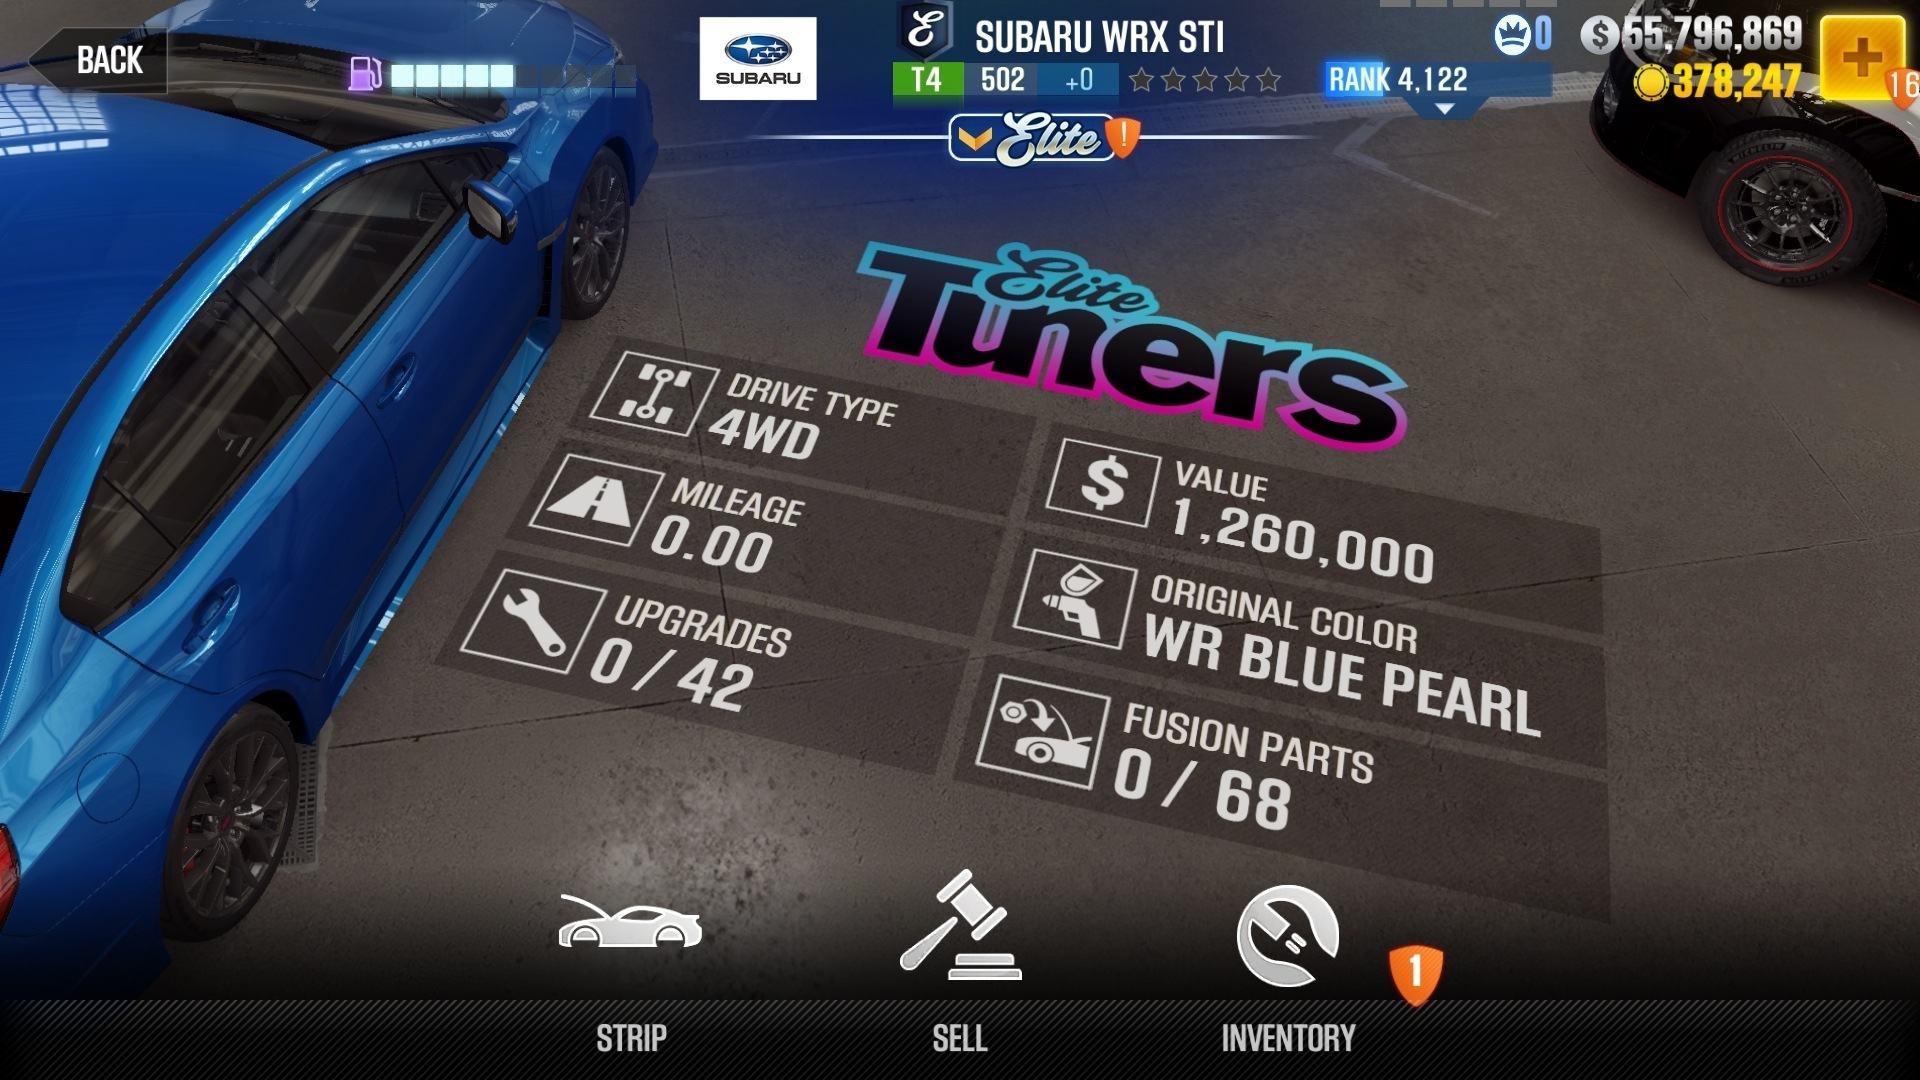 BACK
SUBARU
SUBARU WRX STI
T4
502
+0
RANK 4,122
0
55,796,869
378,247
16
Elite
!
Elite
Tuners
DRIVE TYPE
4WD
MILEAGE
0.00
UPGRADES
0 / 42
VALUE
1,260,000
ORIGINAL COLOR
WR BLUE PEARL
FUSION PARTS
0 / 68
1
STRIP
SELL
INVENTORY